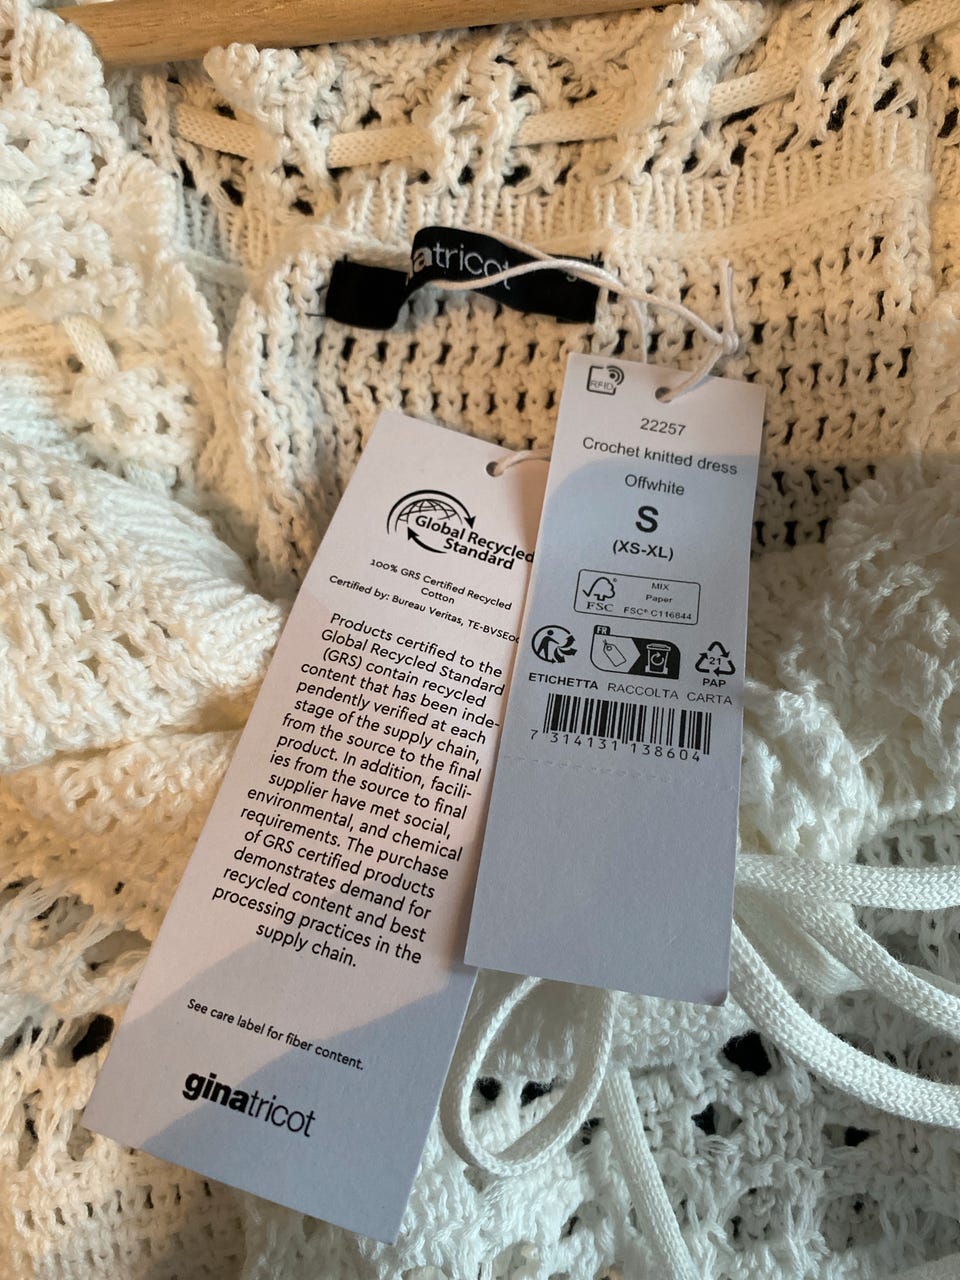 atricot
RFID
22257
Crochet knitted dress
Offwhite
S
(XS-XL)
FSC
MIX
Paper
FSC® C116844
FR
21
PAP
ETICHETTA RACCOLTA CARTA
7 314131 138604
Global Recycled
Standard
100% GRS Certified Recycled
Cotton
Certified by: Bureau Veritas,
Products certified to the
Global Recycled Standard
(GRS) contain recycled
content that has been inde-
pendently verified at each
stage of the supply chain,
from the source to the final
product. In addition, facili-
ies from the source to final
supplier have met social,
environmental, and chemical
requirements. The purchase
of GRS certified products
demonstrates demand for
recycled content and best
processing practices in the
supply chain.
See care label for fiber content.
ginatricot